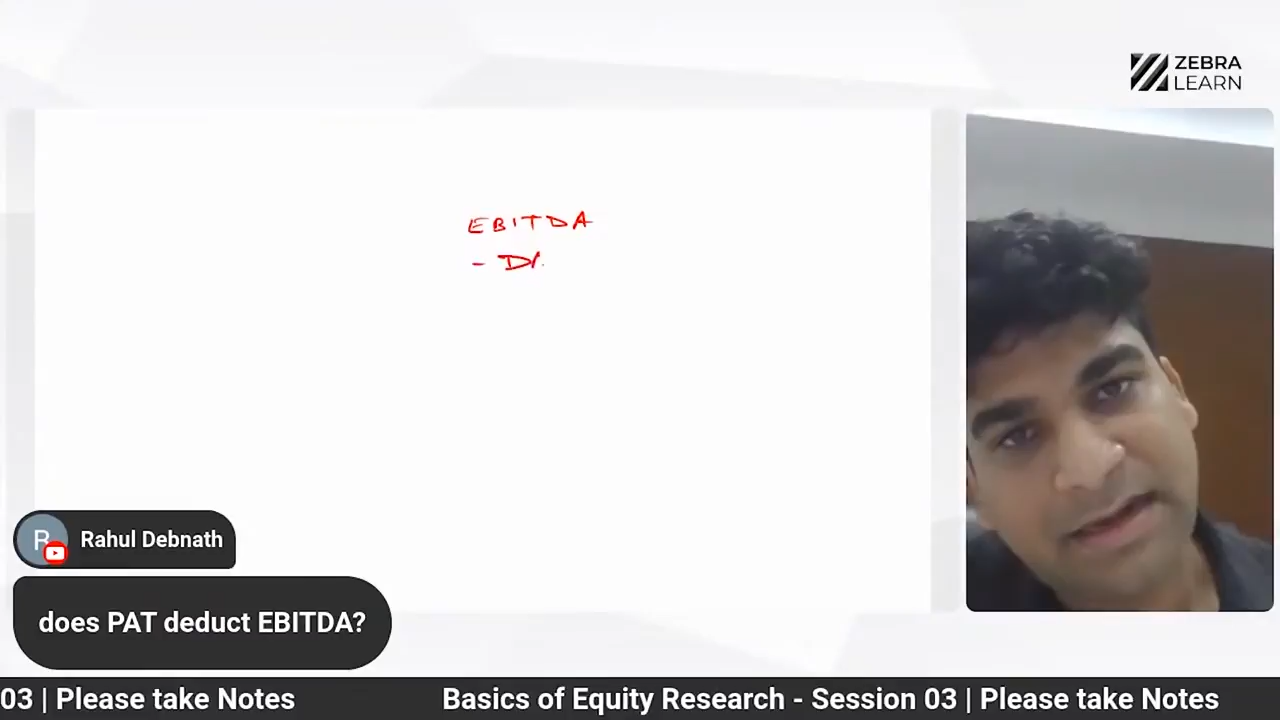 ZEBRA
LEARN
EBITDA
- D/.
R
Rahul Debnath
does PAT deduct EBITDA?
03 | Please take Notes
Basics of Equity Research - Session 03 | Please take Notes